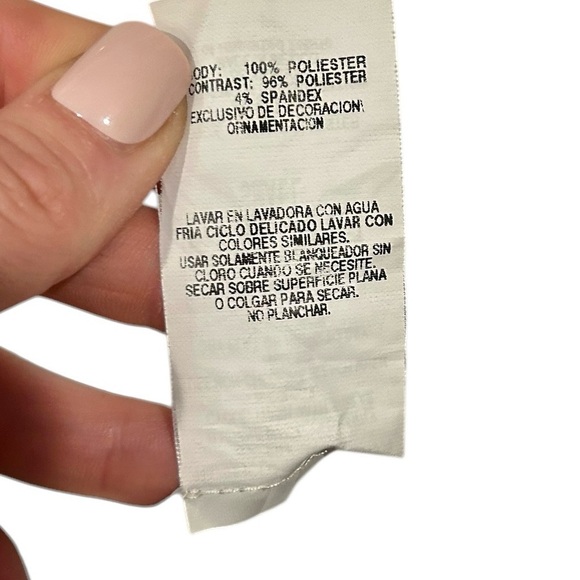 ODY: 100% POLIESTER
CONTRAST: 96% POLIESTER
4% SPANDEX
EXCLUSIVO DE DECORACION\
ORNAMENTACION
LAVAR EN LAVADORA CON AGUA
FRIA CICLO DELICADO LAVAR CON
COLORES SIMILARES.
USAR SOLAMENTE BLANQUEADOR SIN
CLORO CUANDO SE NECESITE.
SECAR SOBRE SUPERFICIE PLANA
O COLGAR PARA SECAR.
NO PLANCHAR.